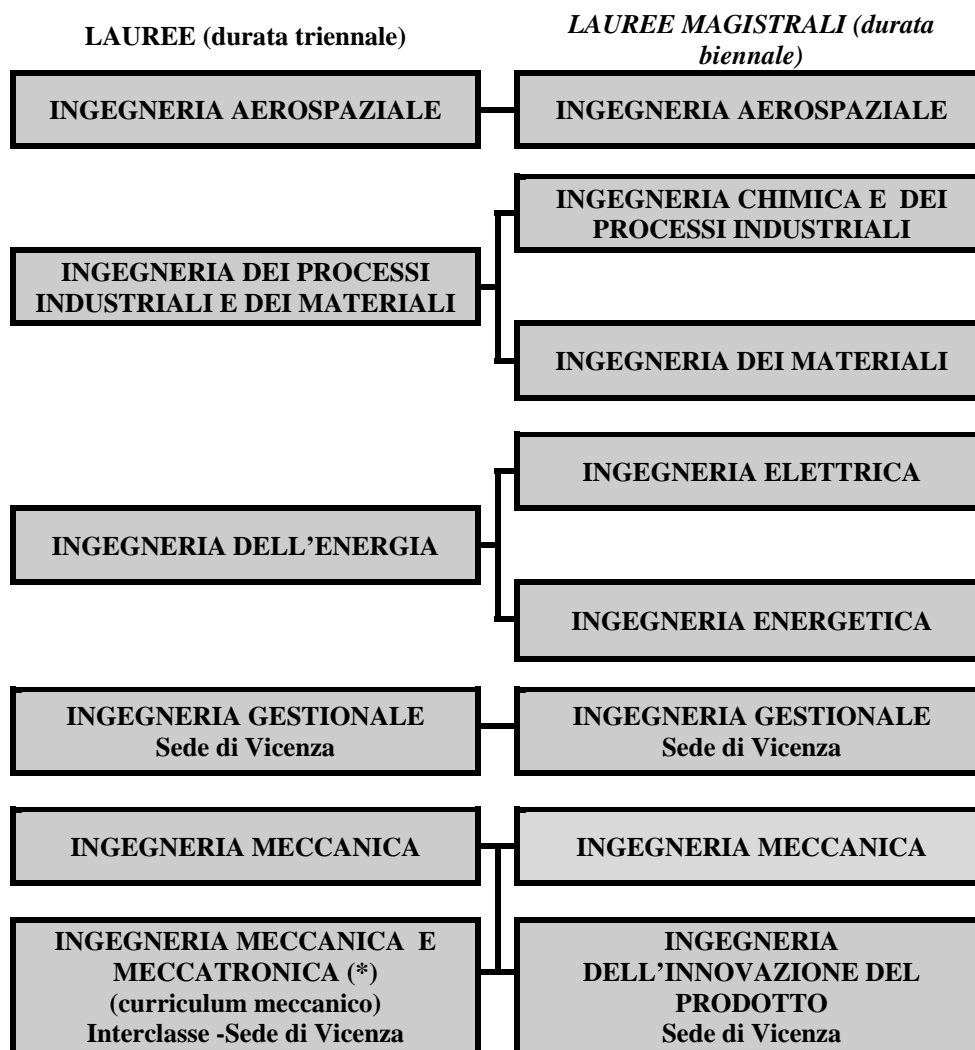 LAUREE (durata triennale)
LAUREE MAGISTRALI (durata
biennale)
INGEGNERIA AEROSPAZIALE
INGEGNERIA AEROSPAZIALE
INGEGNERIA DEI PROCESSI
INDUSTRIALI E DEI MATERIALI
INGEGNERIA CHIMICA E  DEI
PROCESSI INDUSTRIALI
INGEGNERIA DEI MATERIALI
INGEGNERIA DELL'ENERGIA
INGEGNERIA ELETTRICA
INGEGNERIA ENERGETICA
INGEGNERIA GESTIONALE
Sede di Vicenza
INGEGNERIA GESTIONALE
Sede di Vicenza
INGEGNERIA MECCANICA
INGEGNERIA MECCANICA
INGEGNERIA MECCANICA  E
MECCATRONICA (*)
(curriculum meccanico)
Interclasse -Sede di Vicenza
INGEGNERIA
DELL'INNOVAZIONE DEL
PRODOTTO
Sede di Vicenza